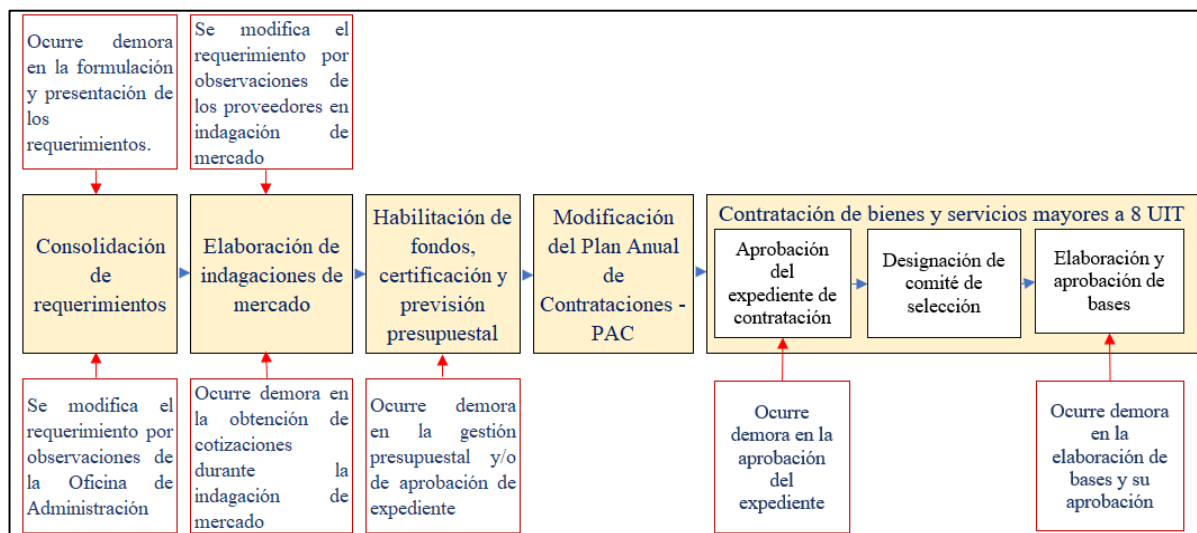 Ocurre demora
en la formulación
y presentación de
los
requerimientos.
Se modifica el
requerimiento por
observaciones de
los proveedores en
indagación de
mercado
Consolidación
de
requerimientos
Elaboración de
indagaciones de
mercado
Habilitación de
fondos,
certificación y
previsión
presupuestal
Modificación
del Plan Anual
de
Contrataciones -
PAC
Contratación de bienes y servicios mayores a 8 UIT
Aprobación
del
expediente de
contratación
Designación de
comité de
selección
Elaboración y
aprobación de
bases
Se modifica el
requerimiento por
observaciones de
la Oficina de
Administración
Ocurre demora en
la obtención de
cotizaciones
durante la
indagación de
mercado
Ocurre demora
en la gestión
presupuestal y/o
de aprobación de
expediente
Ocurre
demora en la
aprobación
del
expediente
Ocurre demora
en la
elaboración de
bases y su
aprobación